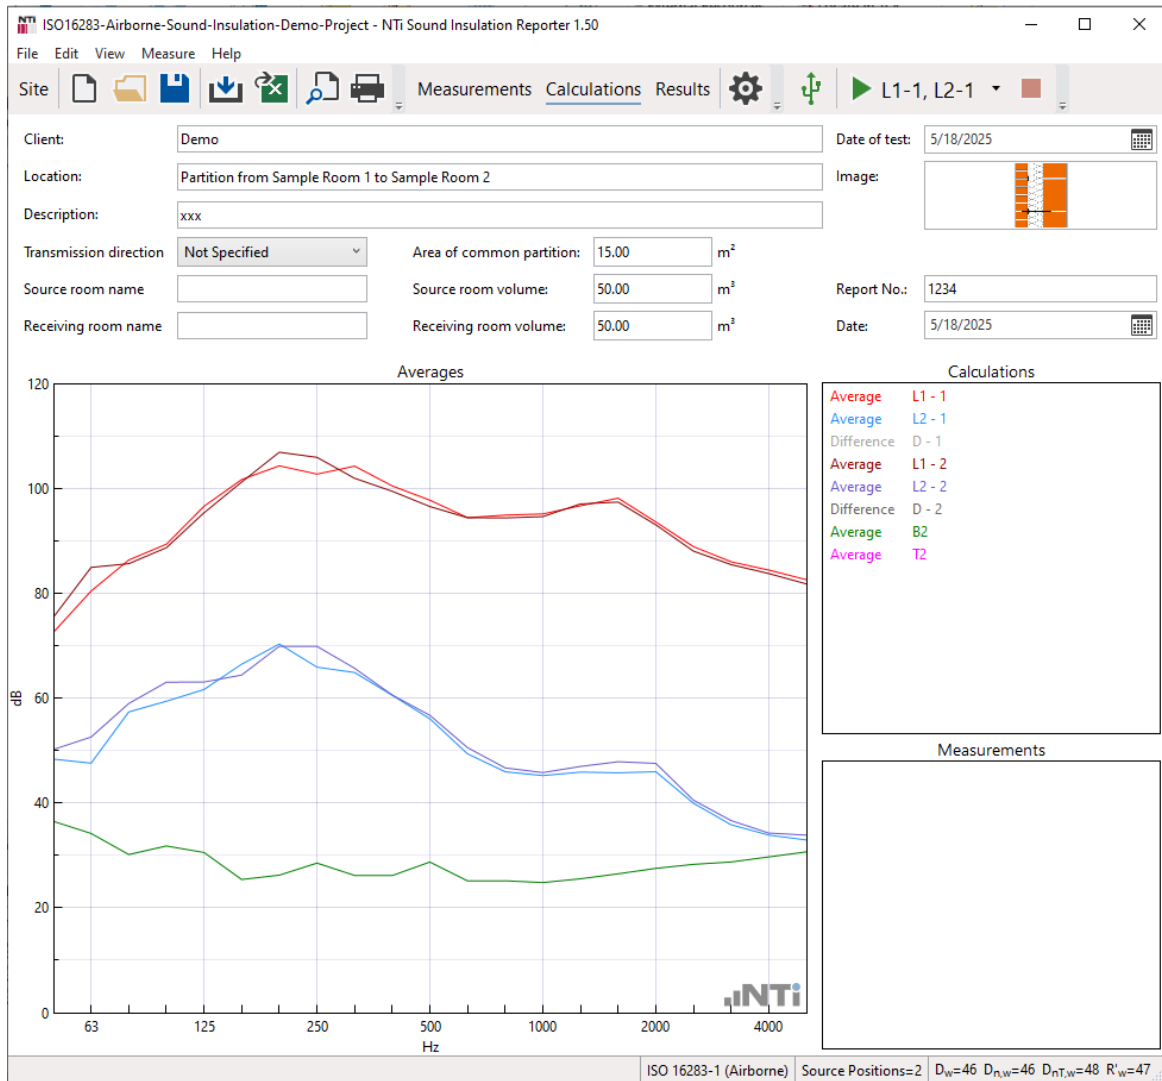 NTi ISO16283-Airborne-Sound-Insulation-Demo-Project - NTi Sound Insulation Reporter 1.50
File Edit View Measure Help
Site Measurements Calculations Results L1-1, L2-1
Client: Demo Date of test: 5/18/2025
Location: Partition from Sample Room 1 to Sample Room 2 Image:
Description: xxx
Transmission direction Not Specified Area of common partition: 15.00 m²
Source room name Source room volume: 50.00 m³ Report No.: 1234
Receiving room name Receiving room volume: 50.00 m³ Date: 5/18/2025
Averages
120
100
80
60
40
20
0
dB
63 125 250 500 1000 2000 4000
Hz
NTi
Calculations
Average L1 - 1
Average L2 - 1
Difference D - 1
Average L1 - 2
Average L2 - 2
Difference D - 2
Average B2
Average T2
Measurements
ISO 16283-1 (Airborne) Source Positions=2 Dw=46 Dn,w=46 DnT,w=48 R'w=47